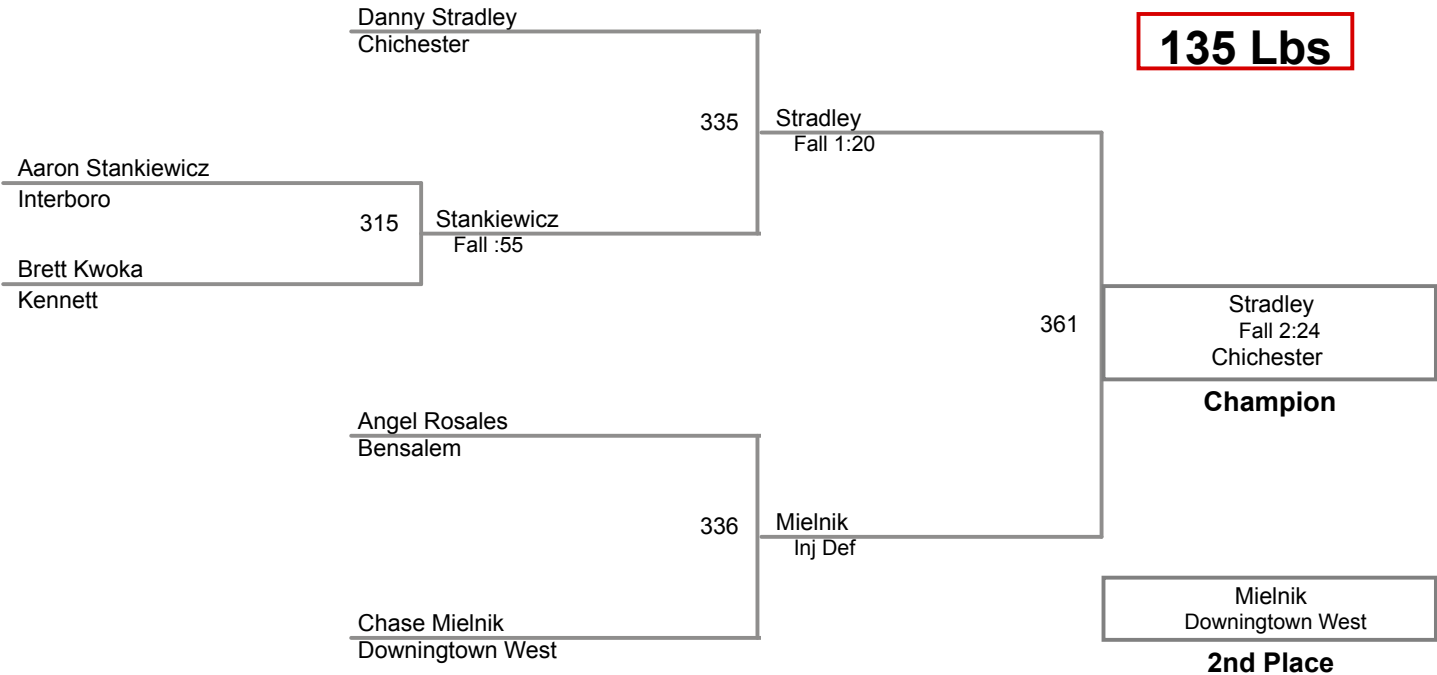 Danny Stradley
Chichester
135 Lbs
335
Stradley
Fall 1:20
Aaron Stankiewicz
Interboro
315
Stankiewicz
Fall :55
Brett Kwoka
Kennett
361
Stradley
Fall 2:24
Chichester
Champion
Angel Rosales
Bensalem
336
Mielnik
Inj Def
Chase Mielnik
Downingtown West
Mielnik
Downingtown West
2nd Place